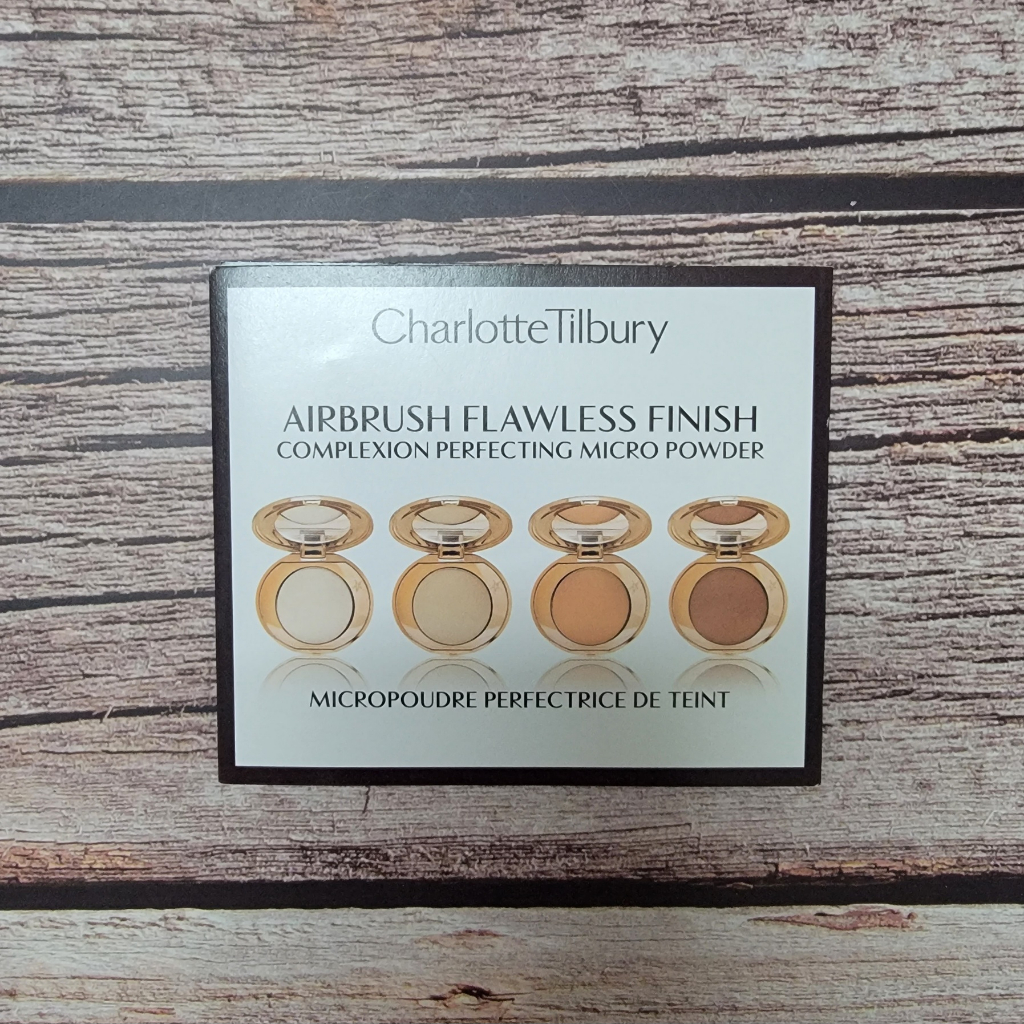 CharlotteTilbury
AIRBRUSH FLAWLESS FINISH
COMPLEXION PERFECTING MICRO POWDER
MICROPOUDRE PERFECTRICE DE TEINT